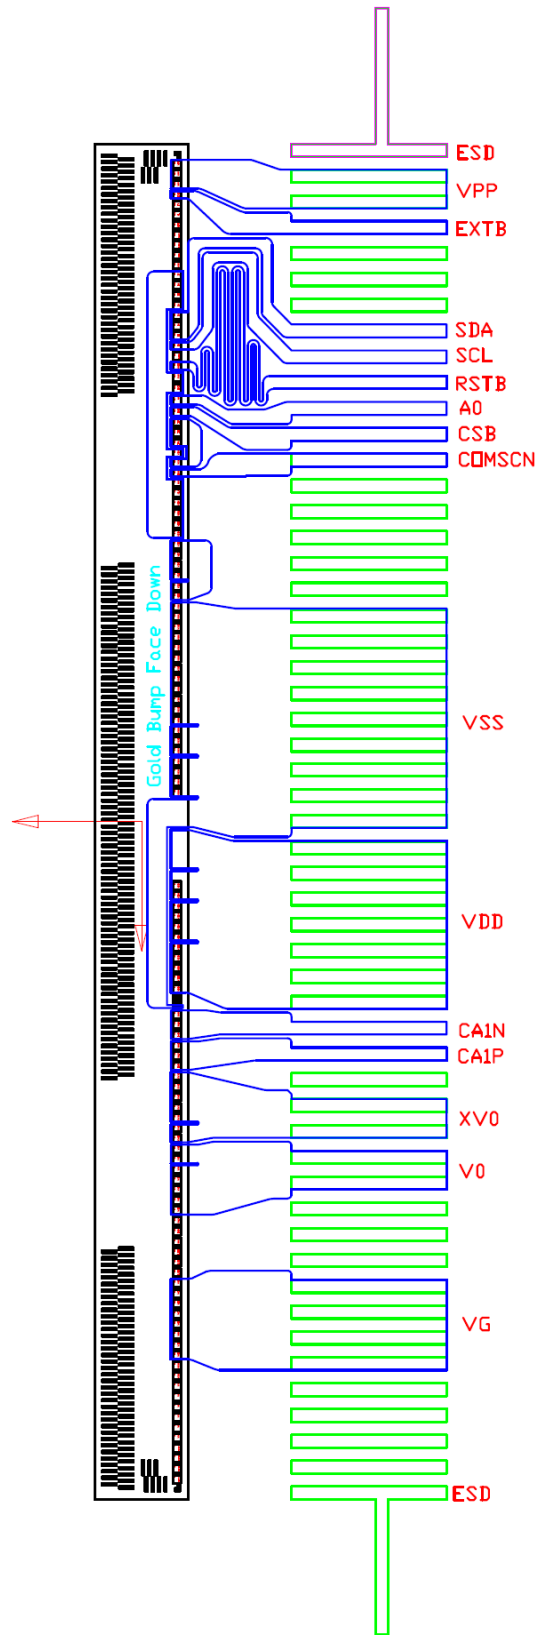 ESD
VPP
EXTB
SDA
SCL
RSTB
A0
CSB
COMSCN
Gold Bump Face Down
VSS
VDD
CA1N
CA1P
XV0
V0
VG
ESD